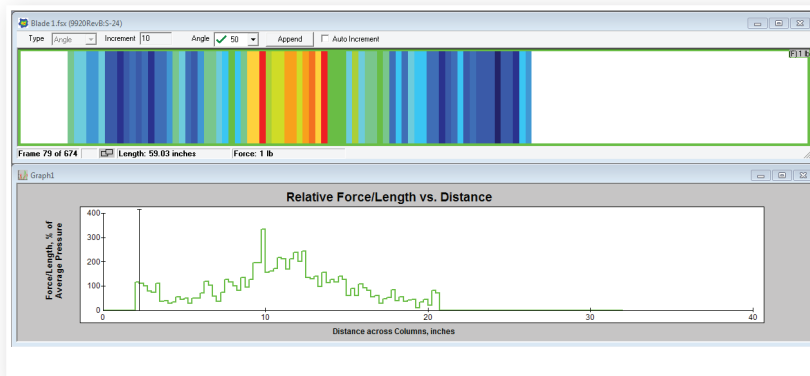 Blade 1.fsx (9920RevB:S-24)
Type Angle Increment 10 Angle 50 Append Auto Increment
(F)1 lb
Frame 79 of 674 Length: 59.03 inches Force: 1 lb
Graph1
Relative Force/Length vs. Distance
Force/Length, % of
Average Pressure
400
300
200
100
0
0 10 20 30 40
Distance across Columns, inches